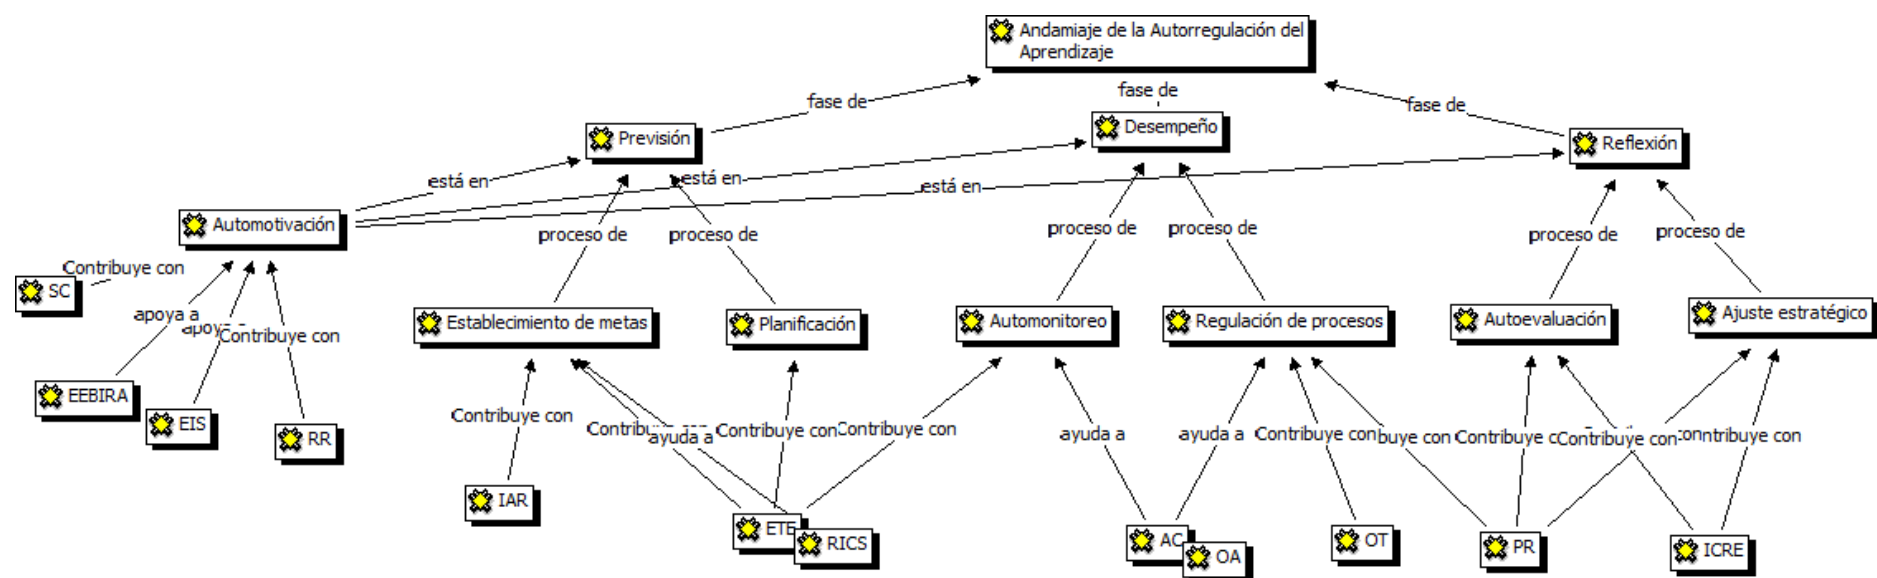 Andamiaje de la Autorregulación del
Aprendizaje
fase de
fase de
fase de
Previsión
Desempeño
Reflexión
está en
está en
está en
Automotivación
proceso de
proceso de
proceso de
proceso de
proceso de
proceso de
Contribuye con
SC
apoya a
Contribuye con
Establecimiento de metas
Planificación
Automonitoreo
Regulación de procesos
Autoevaluación
Ajuste estratégico
EEBIRA
EIS
RR
Contribuye con
ayuda a
Contribuye con
Contribuye con
ayuda a
ayuda a
Contribuye con
Contribuye con
IAR
ETE
RICS
AC
OA
OT
PR
ICRE